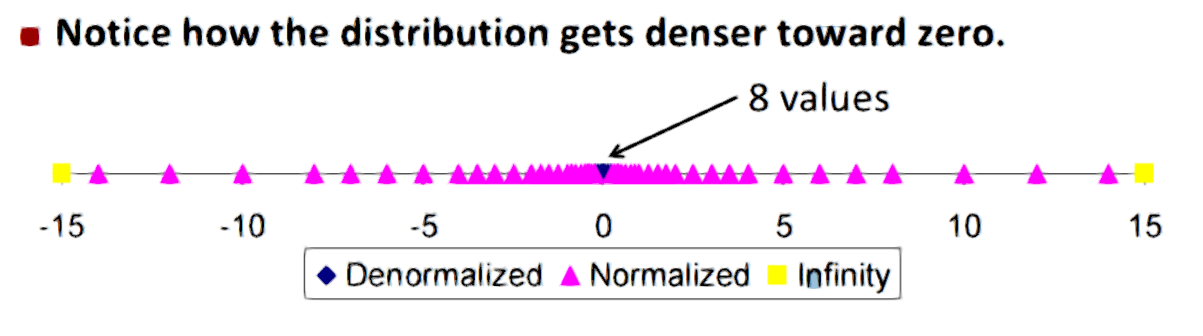 Notice how the distribution gets denser toward zero.
8 values
-15 -10 -5 0 5 10 15
Denormalized Normalized Infinity